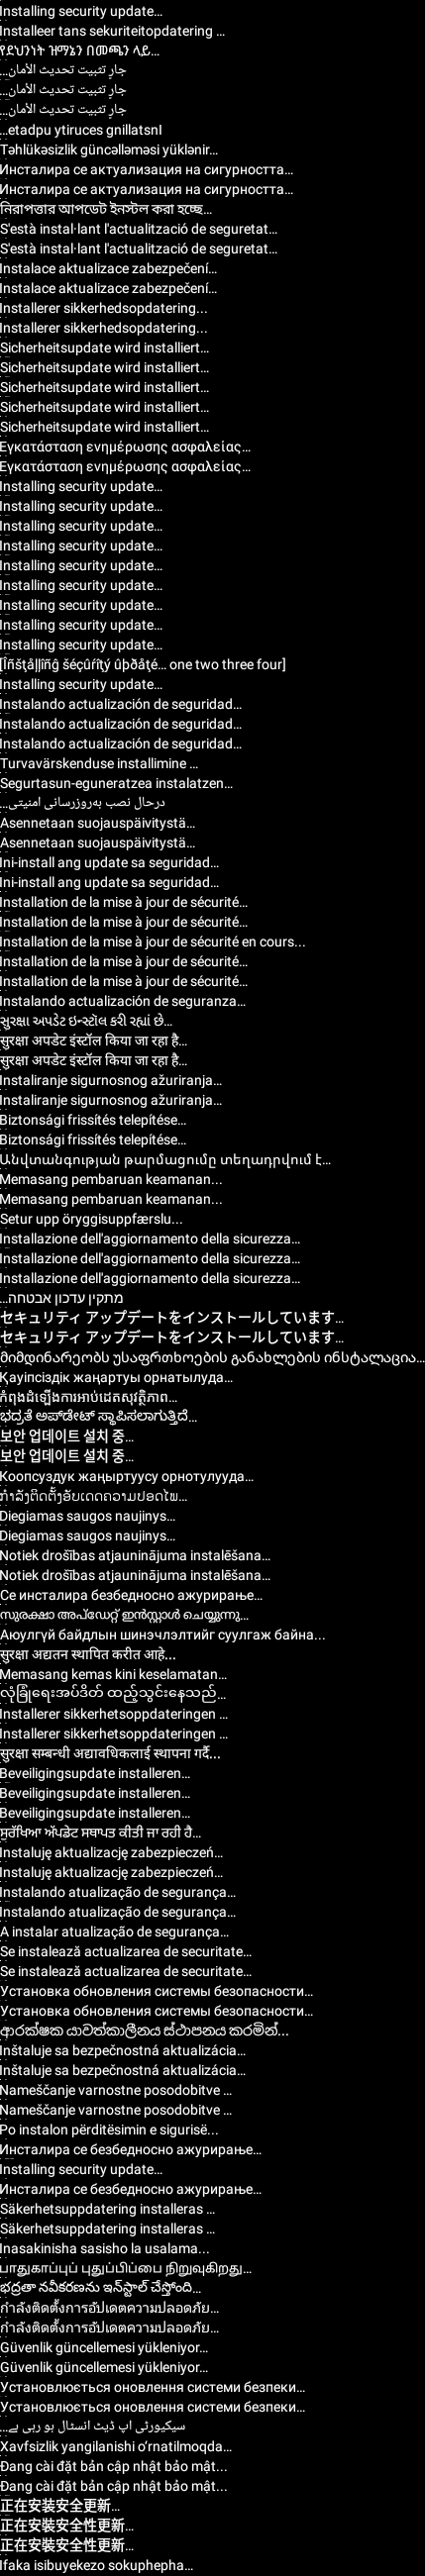 Installing security update…
Installeer tans sekuriteitopdatering …
የደህንነት ዝማኔን በመጫን ላይ…
جارٍ تثبيت تحديث الأمان…
جارٍ تثبيت تحديث الأمان…
جارٍ تثبيت تحديث الأمان…
…etadpu ytiruces gnillatsnI
Təhlükəsizlik güncəlləməsi yüklənir…
Инсталира се актуализация на сигурността…
Инсталира се актуализация на сигурността…
নিরাপত্তার আপডেট ইনস্টল করা হচ্ছে…
S'està instal·lant l'actualització de seguretat…
S'està instal·lant l'actualització de seguretat…
Instalace aktualizace zabezpečení…
Instalace aktualizace zabezpečení…
Installerer sikkerhedsopdatering...
Installerer sikkerhedsopdatering...
Sicherheitsupdate wird installiert…
Sicherheitsupdate wird installiert…
Sicherheitsupdate wird installiert…
Sicherheitsupdate wird installiert…
Sicherheitsupdate wird installiert…
Εγκατάσταση ενημέρωσης ασφαλείας…
Εγκατάσταση ενημέρωσης ασφαλείας…
Installing security update…
Installing security update…
Installing security update…
Installing security update…
Installing security update…
Installing security update…
Installing security update…
Installing security update…
Installing security update…
[Îñšţåļļîñĝ šéçûŕîţý ûþðåţé… one two three four]
Installing security update…
Instalando actualización de seguridad…
Instalando actualización de seguridad…
Instalando actualización de seguridad…
Turvavärskenduse installimine …
Segurtasun-eguneratzea instalatzen…
درحال نصب به‌روزرسانی امنیتی…
Asennetaan suojauspäivitystä…
Asennetaan suojauspäivitystä…
Ini-install ang update sa seguridad…
Ini-install ang update sa seguridad…
Installation de la mise à jour de sécurité…
Installation de la mise à jour de sécurité…
Installation de la mise à jour de sécurité en cours...
Installation de la mise à jour de sécurité…
Installation de la mise à jour de sécurité…
Instalando actualización de seguranza…
સુરક્ષા અપડેટ ઇન્સ્ટૉલ કરી રહ્યાં છે…
सुरक्षा अपडेट इंस्टॉल किया जा रहा है…
सुरक्षा अपडेट इंस्टॉल किया जा रहा है…
Instaliranje sigurnosnog ažuriranja…
Instaliranje sigurnosnog ažuriranja…
Biztonsági frissítés telepítése…
Biztonsági frissítés telepítése…
Անվտանգության թարմացումը տեղադրվում է…
Memasang pembaruan keamanan...
Memasang pembaruan keamanan...
Setur upp öryggisuppfærslu...
Installazione dell'aggiornamento della sicurezza…
Installazione dell'aggiornamento della sicurezza…
Installazione dell'aggiornamento della sicurezza…
מתקין עדכון אבטחה…
セキュリティ アップデートをインストールしています…
セキュリティ アップデートをインストールしています…
მიმდინარეობს უსაფრთხოების განახლების ინსტალაცია…
Қауіпсіздік жаңартуы орнатылуда…
កំពុងដំឡើងការអាប់ដេតសុវត្ថិភាព…
ಭದ್ರತೆ ಅಪ್‌ಡೇಟ್‌ ಸ್ಥಾಪಿಸಲಾಗುತ್ತಿದೆ…
보안 업데이트 설치 중…
보안 업데이트 설치 중…
Коопсуздук жаңыртуусу орнотулууда…
ກຳລັງຕິດຕັ້ງອັບເດດຄວາມປອດໄພ…
Diegiamas saugos naujinys…
Diegiamas saugos naujinys…
Notiek drošības atjauninājuma instalēšana…
Notiek drošības atjauninājuma instalēšana…
Се инсталира безбедносно ажурирање…
സുരക്ഷാ അപ്ഡേറ്റ് ഇൻസ്റ്റാൾ ചെയ്യുന്നു…
Аюулгүй байдлын шинэчлэлтийг суулгаж байна...
सुरक्षा अद्यतन स्थापित करीत आहे...
Memasang kemas kini keselamatan…
လုံခြုံရေးအပ်ဒိတ် ထည့်သွင်းနေသည်…
Installerer sikkerhetsoppdateringen …
Installerer sikkerhetsoppdateringen …
सुरक्षा सम्बन्धी अद्यावधिकलाई स्थापना गर्दै...
Beveiligingsupdate installeren…
Beveiligingsupdate installeren…
Beveiligingsupdate installeren…
ਸੁਰੱਖਿਆ ਅੱਪਡੇਟ ਸਥਾਪਤ ਕੀਤੀ ਜਾ ਰਹੀ ਹੈ…
Instaluję aktualizację zabezpieczeń…
Instaluję aktualizację zabezpieczeń…
Instalando atualização de segurança…
Instalando atualização de segurança…
A instalar atualização de segurança…
Se instalează actualizarea de securitate…
Se instalează actualizarea de securitate…
Установка обновления системы безопасности…
Установка обновления системы безопасности…
ආරක්ෂක යාවත්කාලීනය ස්ථාපනය කරමින්...
Inštaluje sa bezpečnostná aktualizácia…
Inštaluje sa bezpečnostná aktualizácia…
Nameščanje varnostne posodobitve …
Nameščanje varnostne posodobitve …
Po instalon përditësimin e sigurisë...
Инсталира се безбедносно ажурирање…
Installing security update…
Инсталира се безбедносно ажурирање…
Säkerhetsuppdatering installeras …
Säkerhetsuppdatering installeras …
Inasakinisha sasisho la usalama...
பாதுகாப்புப் புதுப்பிப்பை நிறுவுகிறது…
భద్రతా నవీకరణను ఇన్‌స్టాల్ చేస్తోంది…
กำลังติดตั้งการอัปเดตความปลอดภัย…
กำลังติดตั้งการอัปเดตความปลอดภัย…
Güvenlik güncellemesi yükleniyor…
Güvenlik güncellemesi yükleniyor…
Установлюється оновлення системи безпеки…
Установлюється оновлення системи безпеки…
سیکیورٹی اپ ڈیٹ انسٹال ہو رہی ہے…
Xavfsizlik yangilanishi o‘rnatilmoqda…
Đang cài đặt bản cập nhật bảo mật...
Đang cài đặt bản cập nhật bảo mật...
正在安装安全更新…
正在安裝安全性更新…
正在安裝安全性更新…
Ifaka isibuyekezo sokuphepha…